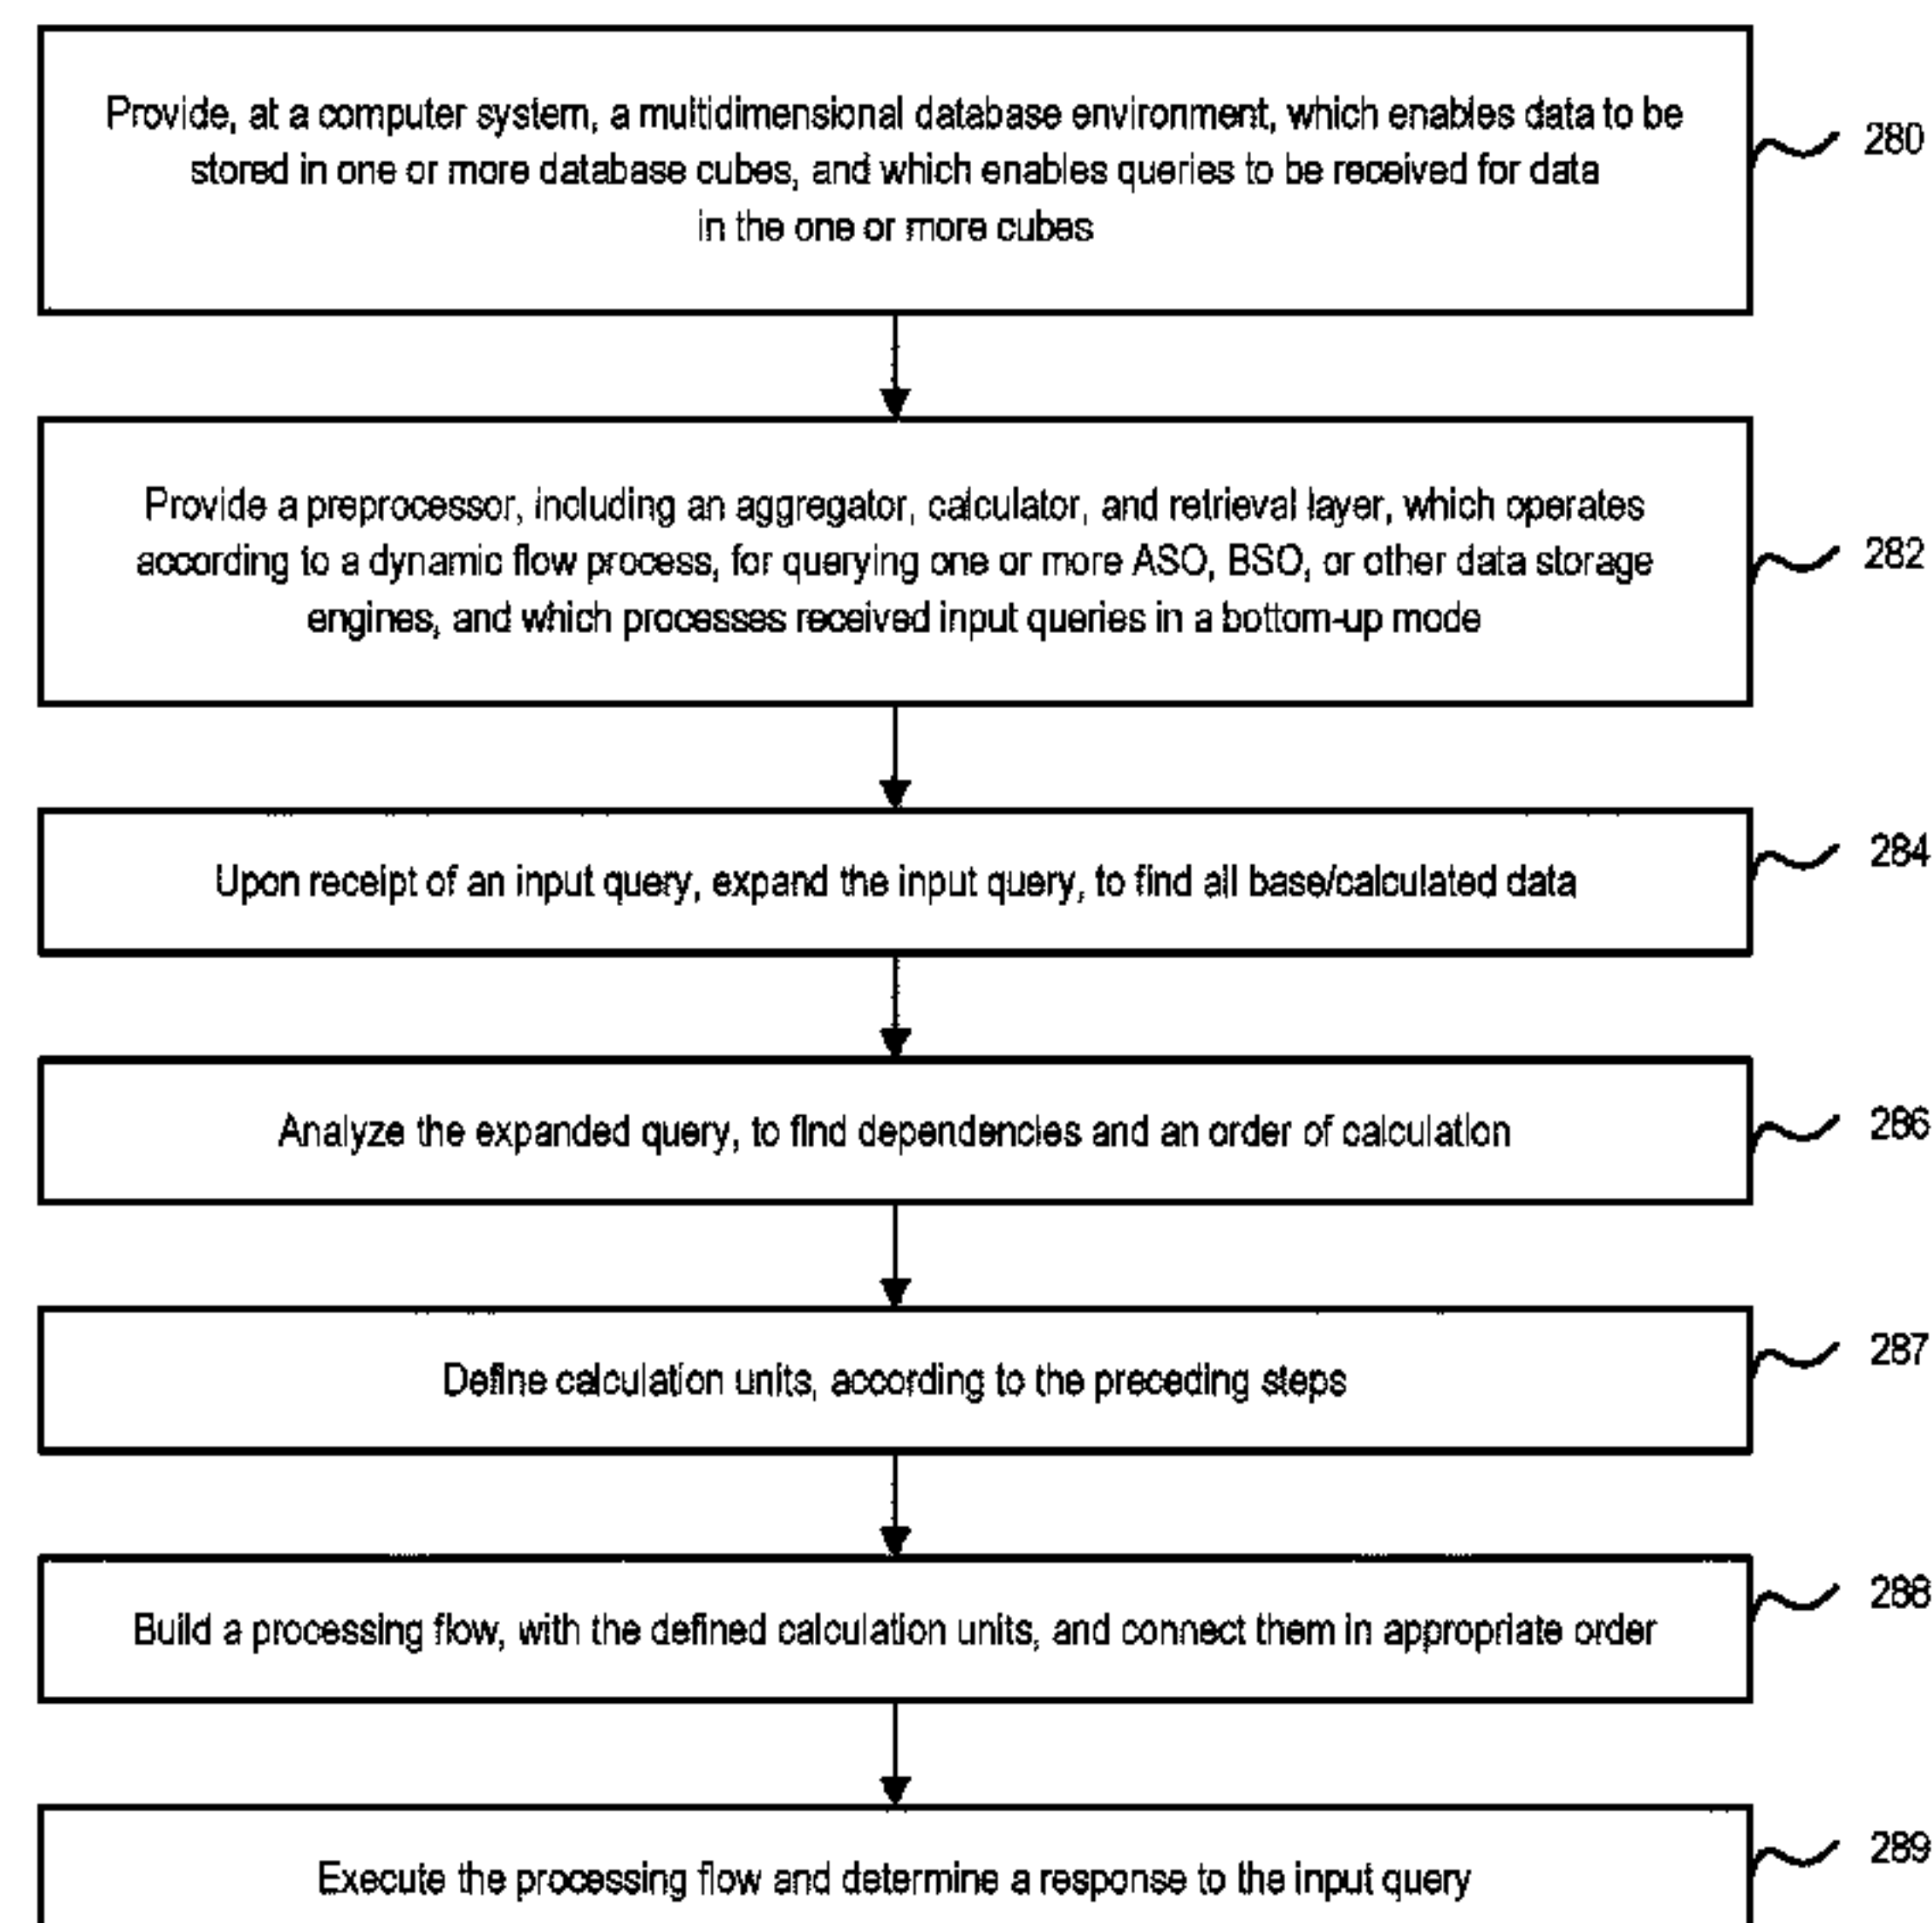 Provide, at a computer system, a multidimensional database environment, which enables data to be
stored in one or more database cubes, and which enables queries to be received for data
in the one or more cubes
280
Provide a preprocessor, including an aggregator, calculator, and retrieval layer, which operates
according to a dynamic flow process, for querying one or more ASO, BSO, or other data storage
engines, and which processes received input queries in a bottom-up mode
282
Upon receipt of an input query, expand the input query, to find all base/calculated data
284
Analyze the expanded query, to find dependencies and an order of calculation
286
Define calculation units, according to the preceding steps
287
Build a processing flow, with the defined calculation units, and connect them in appropriate order
288
Execute the processing flow and determine a response to the input query
289